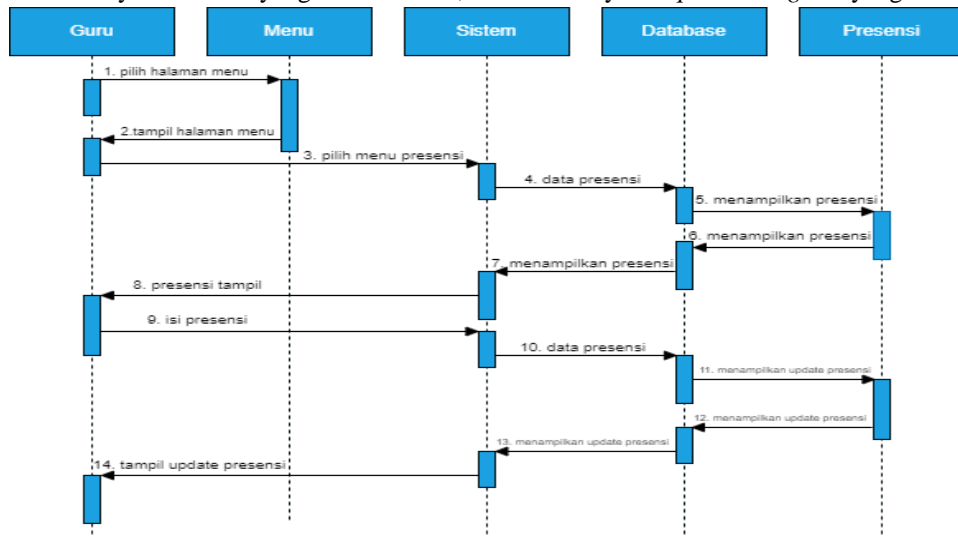 Guru Menu Sistem Database Presensi
1. pilih halaman menu
2.tampil halaman menu
3. pilih menu presensi
4. data presensi
5. menampilkan presensi
6. menampilkan presensi
7. menampilkan presensi
8. presensi tampil
9. isi presensi
10. data presensi
11. menampilkan update presensi
12. menampilkan update presensi
13. menampilkan update presensi
14. tampil update presensi